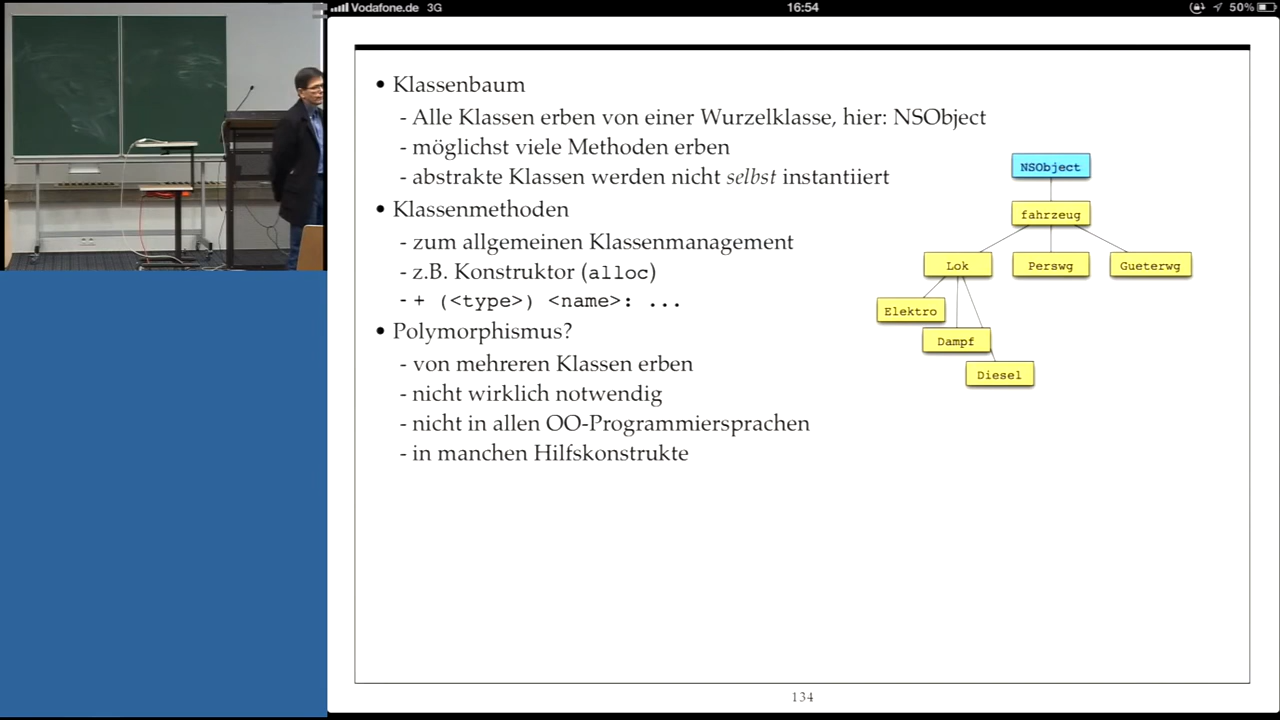 Vodafone.de 3G 16:54 50%
• Klassenbaum
- Alle Klassen erben von einer Wurzelklasse, hier: NSObject
- möglichst viele Methoden erben
- abstrakte Klassen werden nicht selbst instantiiert
• Klassenmethoden
- zum allgemeinen Klassenmanagement
- z.B. Konstruktor (alloc)
- + (<type>) <name>: ...
• Polymorphismus?
- von mehreren Klassen erben
- nicht wirklich notwendig
- nicht in allen OO-Programmiersprachen
- in manchen Hilfskonstrukte
NSObject
fahrzeug
Lok Perswg Gueterwg
Elektro
Dampf
Diesel
134